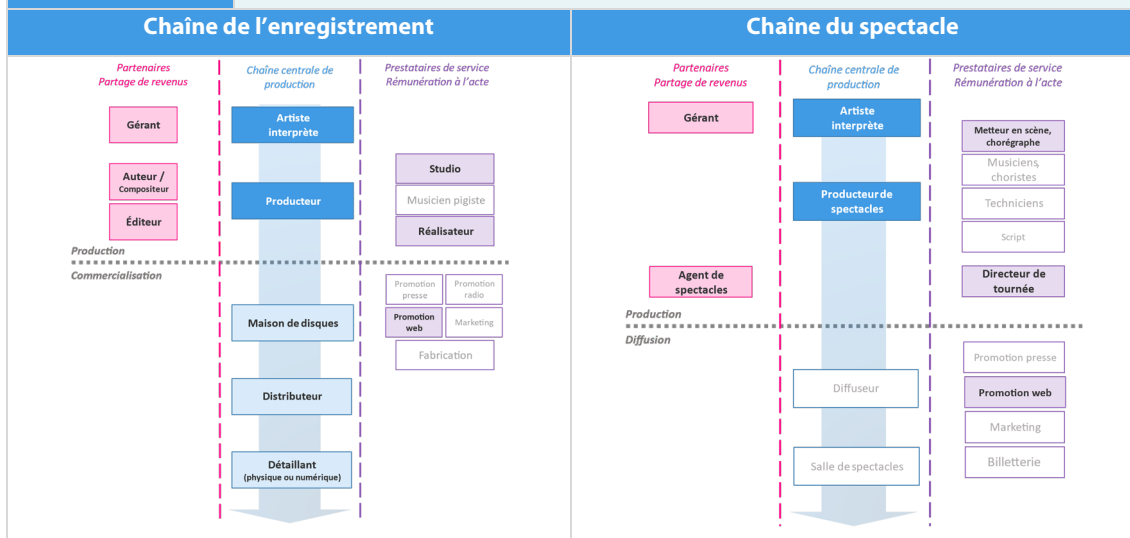 Chaîne de l'enregistrement
Partenaires
Partage de revenus
Chaîne centrale de
production
Prestataires de service
Rémunération à l'acte
Gérant
Artiste
interprète
Auteur /
Compositeur
Éditeur
Producteur
Studio
Musicien pigiste
Réalisateur
Production
Commercialisation
Promotion
presse
Promotion
radio
Maison de disques
Promotion
web
Marketing
Fabrication
Distributeur
Détaillant
(physique ou numérique)
Chaîne du spectacle
Partenaires
Partage de revenus
Chaîne centrale de
production
Prestataires de service
Rémunération à l'acte
Gérant
Artiste
interprète
Metteur en scène,
chorégraphe
Musiciens,
choristes
Producteur de
spectacles
Techniciens
Script
Agent de
spectacles
Directeur de
tournée
Production
Diffusion
Promotion presse
Diffuseur
Promotion web
Marketing
Salle de spectacles
Billetterie